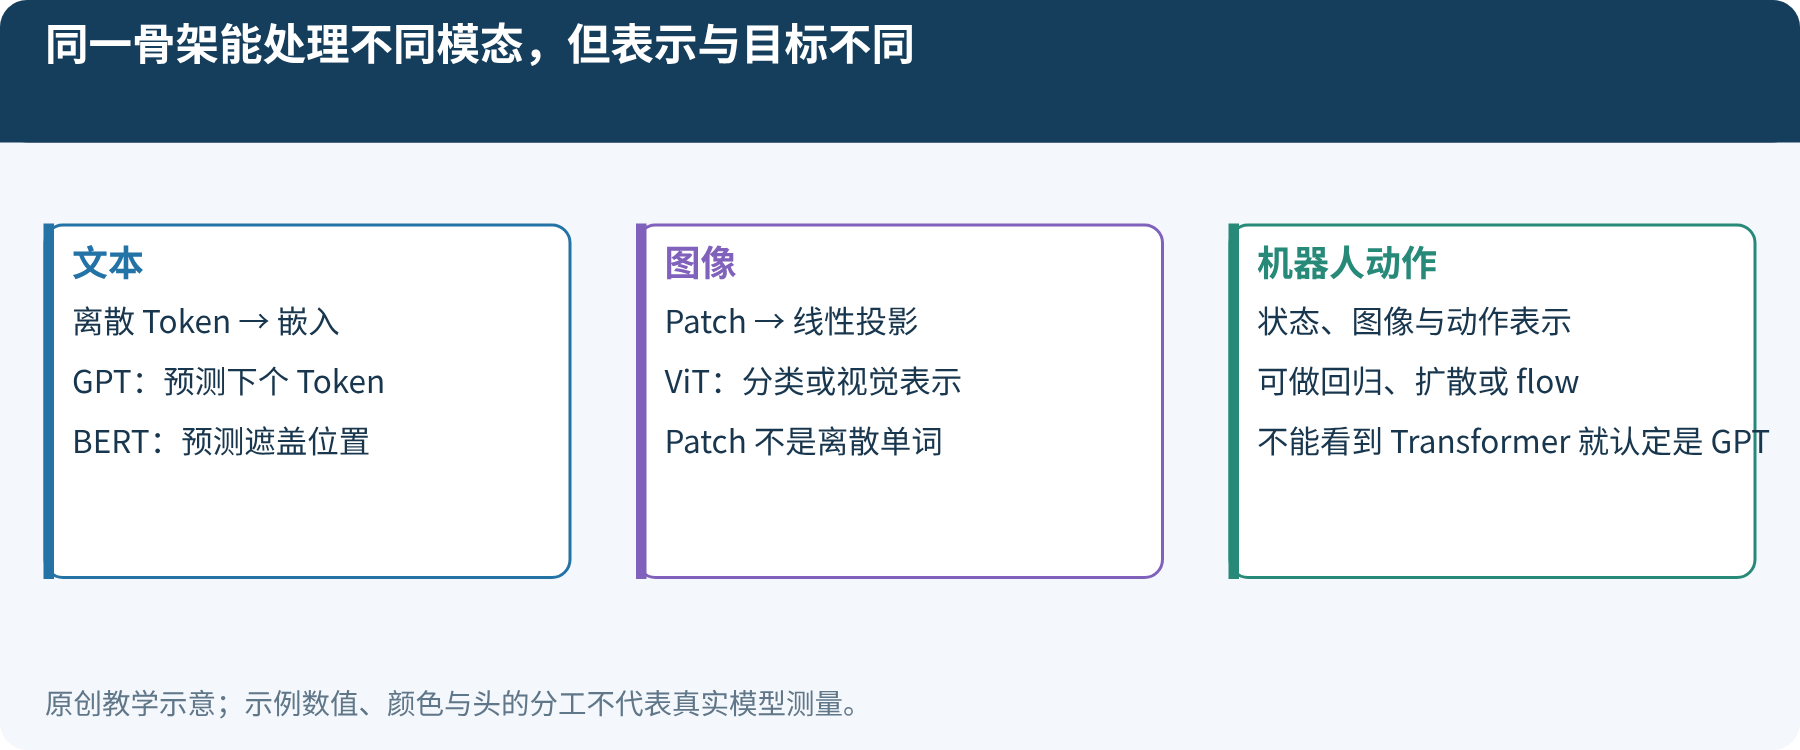 同一骨架能处理不同模态，但表示与目标不同
文本
离散 Token → 嵌入
GPT：预测下个 Token
BERT：预测遮盖位置
图像
Patch → 线性投影
ViT：分类或视觉表示
Patch 不是离散单词
机器人动作
状态、图像与动作表示
可做回归、扩散或 flow
不能看到 Transformer 就认定是 GPT
原创教学示意；示例数值、颜色与头的分工不代表真实模型测量。